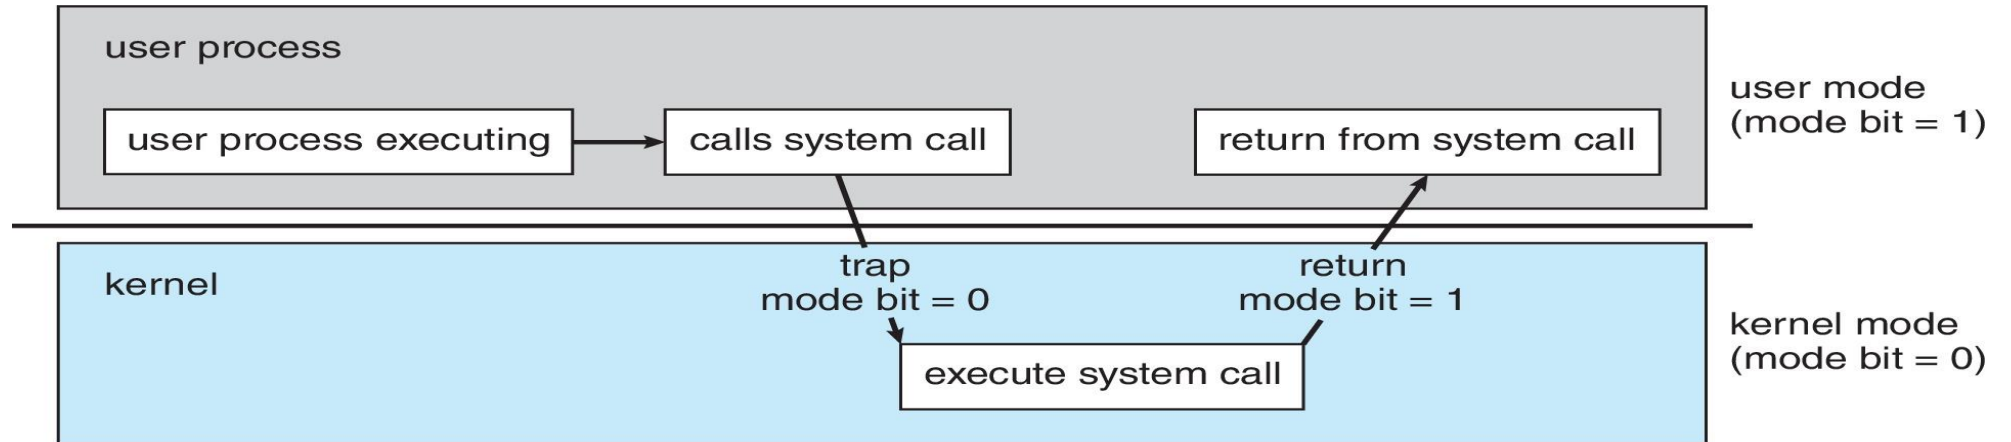 user process
user process executing
calls system call
return from system call
user mode
(mode bit = 1)
kernel
trap
mode bit = 0
return
mode bit = 1
execute system call
kernel mode
(mode bit = 0)